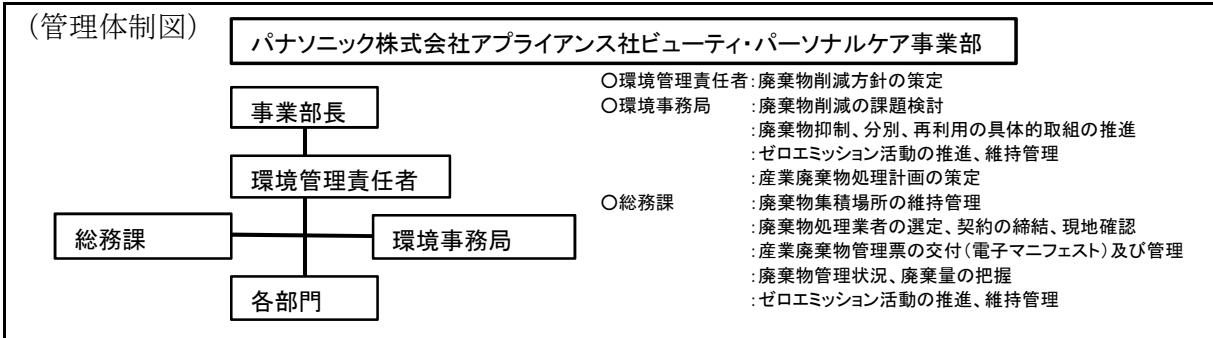 (管理体制図)
パナソニック株式会社アプライアンス社ビューティ・パーソナルケア事業部
事業部長
環境管理責任者
総務課
環境事務局
各部門
○環境管理責任者:廃棄物削減方針の策定
○環境事務局 :廃棄物削減の課題検討
:廃棄物抑制、分別、再利用の具体的取組の推進
:ゼロエミッション活動の推進、維持管理
:産業廃棄物処理計画の策定
○総務課 :廃棄物集積場所の維持管理
:廃棄物処理業者の選定、契約の締結、現地確認
:産業廃棄物管理票の交付(電子マニフェスト)及び管理
:廃棄物管理状況、廃棄量の把握
:ゼロエミッション活動の推進、維持管理